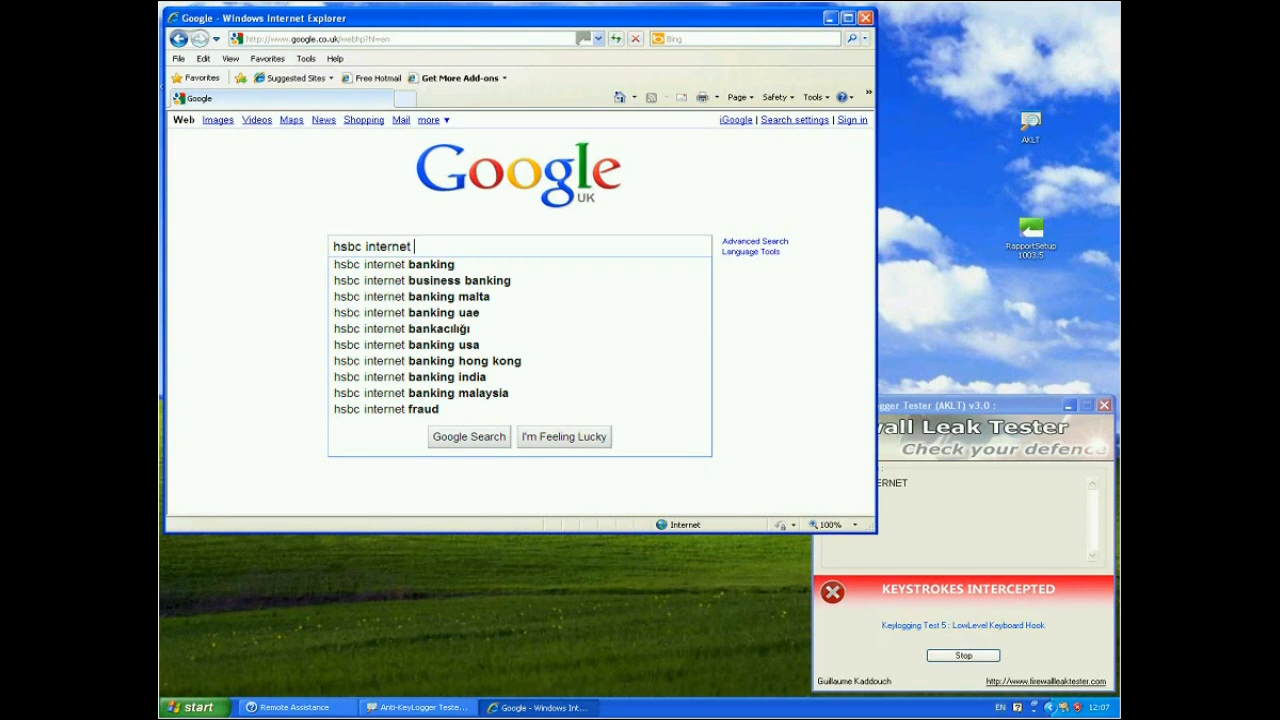 Google - Windows Internet Explorer
http://www.google.co.uk/webhp?hl=en
Bing
File Edit View Favorites Tools Help
Favorites Suggested Sites Free Hotmail Get More Add-ons
Google
Page Safety Tools
Web Images Videos Maps News Shopping Mail more
iGoogle | Search settings | Sign in
Google
UK
hsbc internet
Advanced Search
Language Tools
hsbc internet banking
hsbc internet business banking
hsbc internet banking malta
hsbc internet banking uae
hsbc internet bankacılığı
hsbc internet banking usa
hsbc internet banking hong kong
hsbc internet banking india
hsbc internet banking malaysia
hsbc internet fraud
Google Search I'm Feeling Lucky
Internet
100%
AKLT
RapportSetup
1003.5
gger Tester (AKLT) v3.0 :
wall Leak Tester
Check your defence
ERNET
KEYSTROKES INTERCEPTED
Keylogging Test 5 : LowLevel Keyboard Hook
Stop
Guillaume Kaddouch http://www.firewallleaktester.com
start Remote Assistance Anti-KeyLogger Teste... Google - Windows Int... EN 12:07